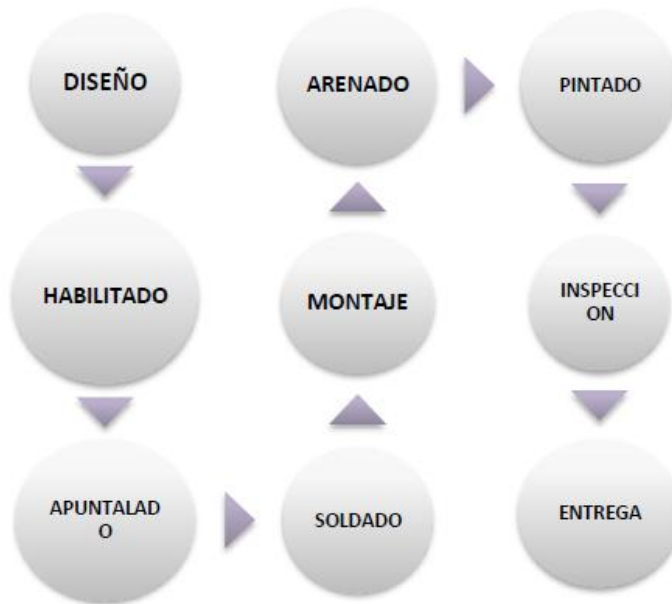 DISEÑO
HABILITADO
APUNTALAD
O
SOLDADO
MONTAJE
ARENADO
PINTADO
INSPECCI
ON
ENTREGA